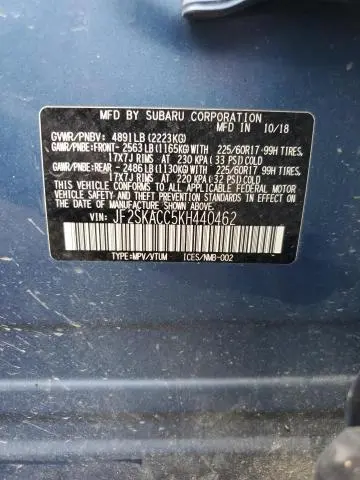 MFD BY SUBARU CORPORATION
MFD IN 10/18
GVWR/PNBV: 4891LB (2223KG)
GAWR/PNBE: FRONT- 2563LB (1165KG) WITH 225/60R17-99H TIRES,
17X7J RIMS AT 230 KPA (33 PSI) COLD
GAWR/PNBE: REAR - 2486LB (1130KG) WITH 225/60R17-99H TIRES,
17X7J RIMS AT 220 KPA (32 PSI) COLD
THIS VEHICLE CONFORMS TO ALL APPLICABLE
FEDERAL MOTOR VEHICLE SAFETY, BUMPER, AND
THEFT PREVENTION STANDARDS IN EFFECT ON
THE DATE OF MANUFACTURE SHOWN ABOVE.
VIN: JF2SKACC5KH440462
TYPE:MPV/VTUM ICES/NMB-002